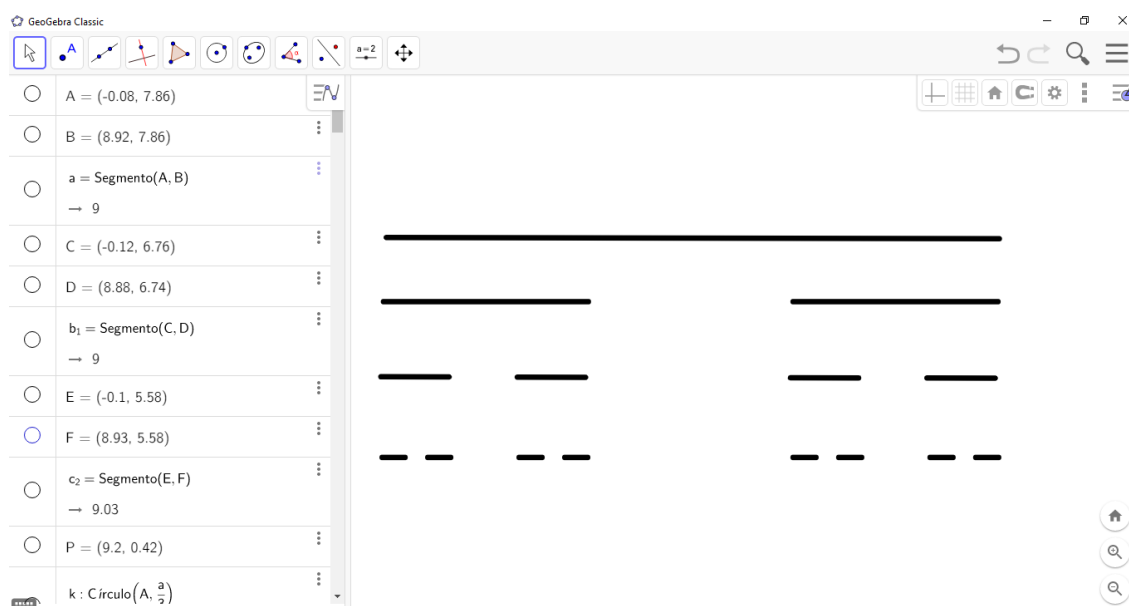 GeoGebra Classic
a=2
A = (-0.08, 7.86)
B = (8.92, 7.86)
a = Segmento(A, B)
→ 9
C = (-0.12, 6.76)
D = (8.88, 6.74)
b₁ = Segmento(C, D)
→ 9
E = (-0.1, 5.58)
F = (8.93, 5.58)
c₂ = Segmento(E, F)
→ 9.03
P = (9.2, 0.42)
k : Círculo(A, a/3)